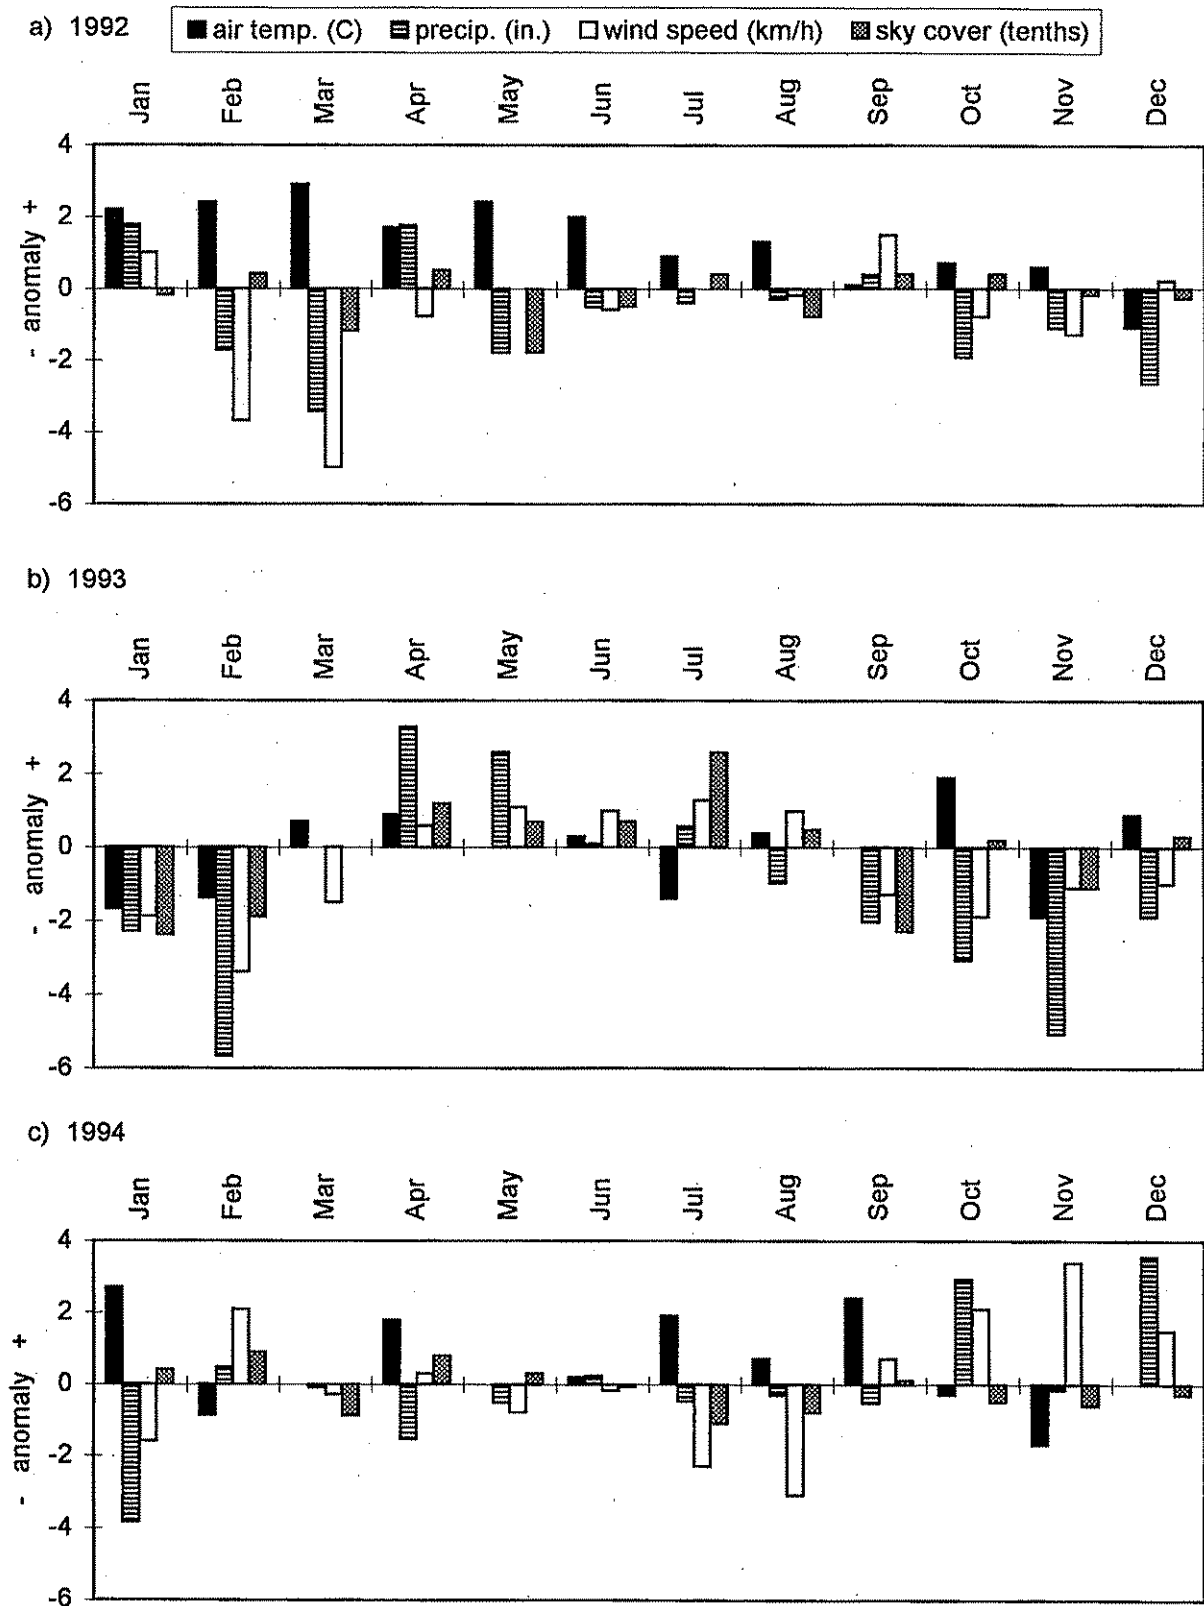 a) 1992 air temp. (C) precip. (in.) wind speed (km/h) sky cover (tenths)
Jan Feb Mar Apr May Jun Jul Aug Sep Oct Nov Dec
4
2
0
-2
-4
-6
- anomaly +
b) 1993
Jan Feb Mar Apr May Jun Jul Aug Sep Oct Nov Dec
4
2
0
-2
-4
-6
- anomaly +
c) 1994
Jan Feb Mar Apr May Jun Jul Aug Sep Oct Nov Dec
4
2
0
-2
-4
-6
- anomaly +